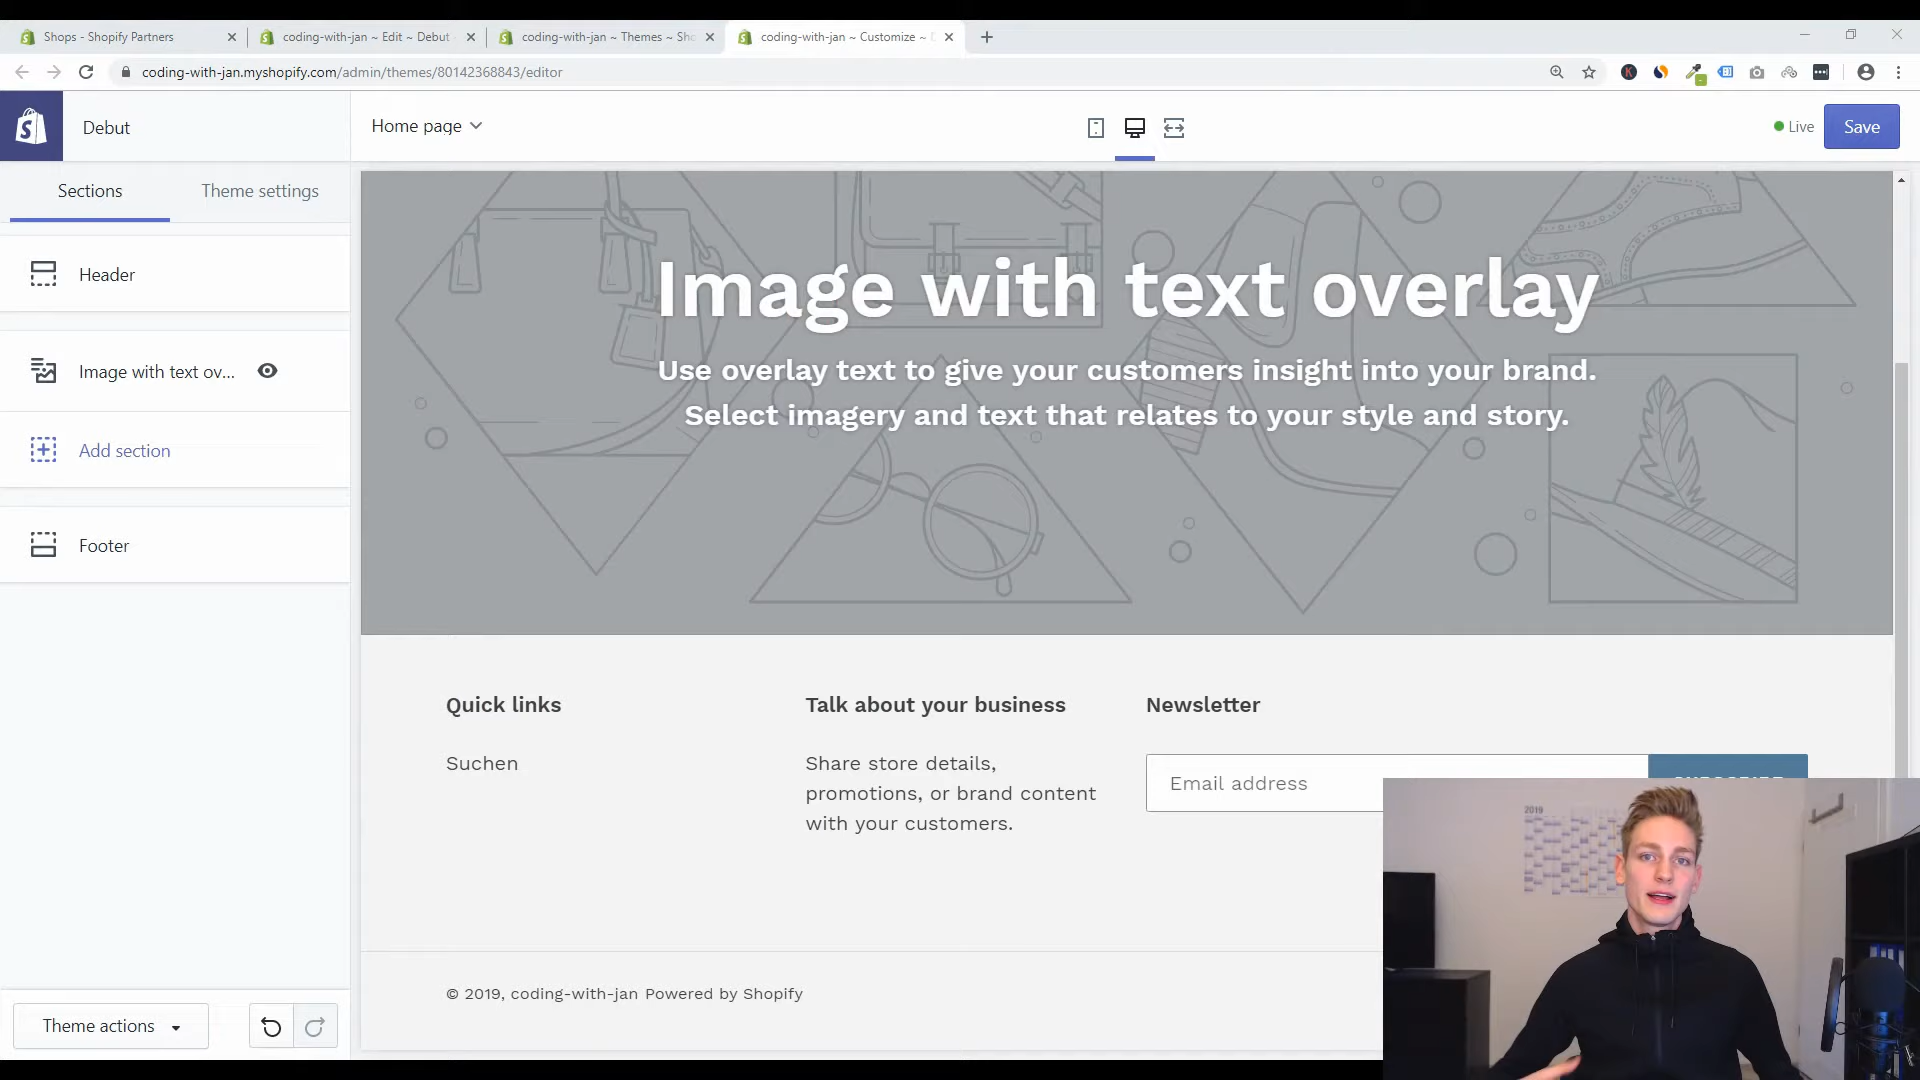 Shops - Shopify Partners
coding-with-jan ~ Edit ~ Debut
coding-with-jan ~ Themes ~ Sho
coding-with-jan ~ Customize ~ D
coding-with-jan.myshopify.com/admin/themes/80142368843/editor
Debut
Home page
Live
Save
Sections
Theme settings
Header
Image with text ov...
Add section
Footer
Image with text overlay
Use overlay text to give your customers insight into your brand.
Select imagery and text that relates to your style and story.
Quick links
Suchen
Talk about your business
Share store details,
promotions, or brand content
with your customers.
Newsletter
Email address
© 2019, coding-with-jan Powered by Shopify
2019
Theme actions